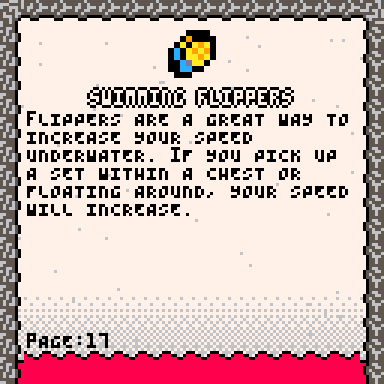 Swimming Flippers
Flippers are a great way to
increase your speed
underwater. If you pick up
a set within a chest or
floating around, your speed
will increase.
Page:17